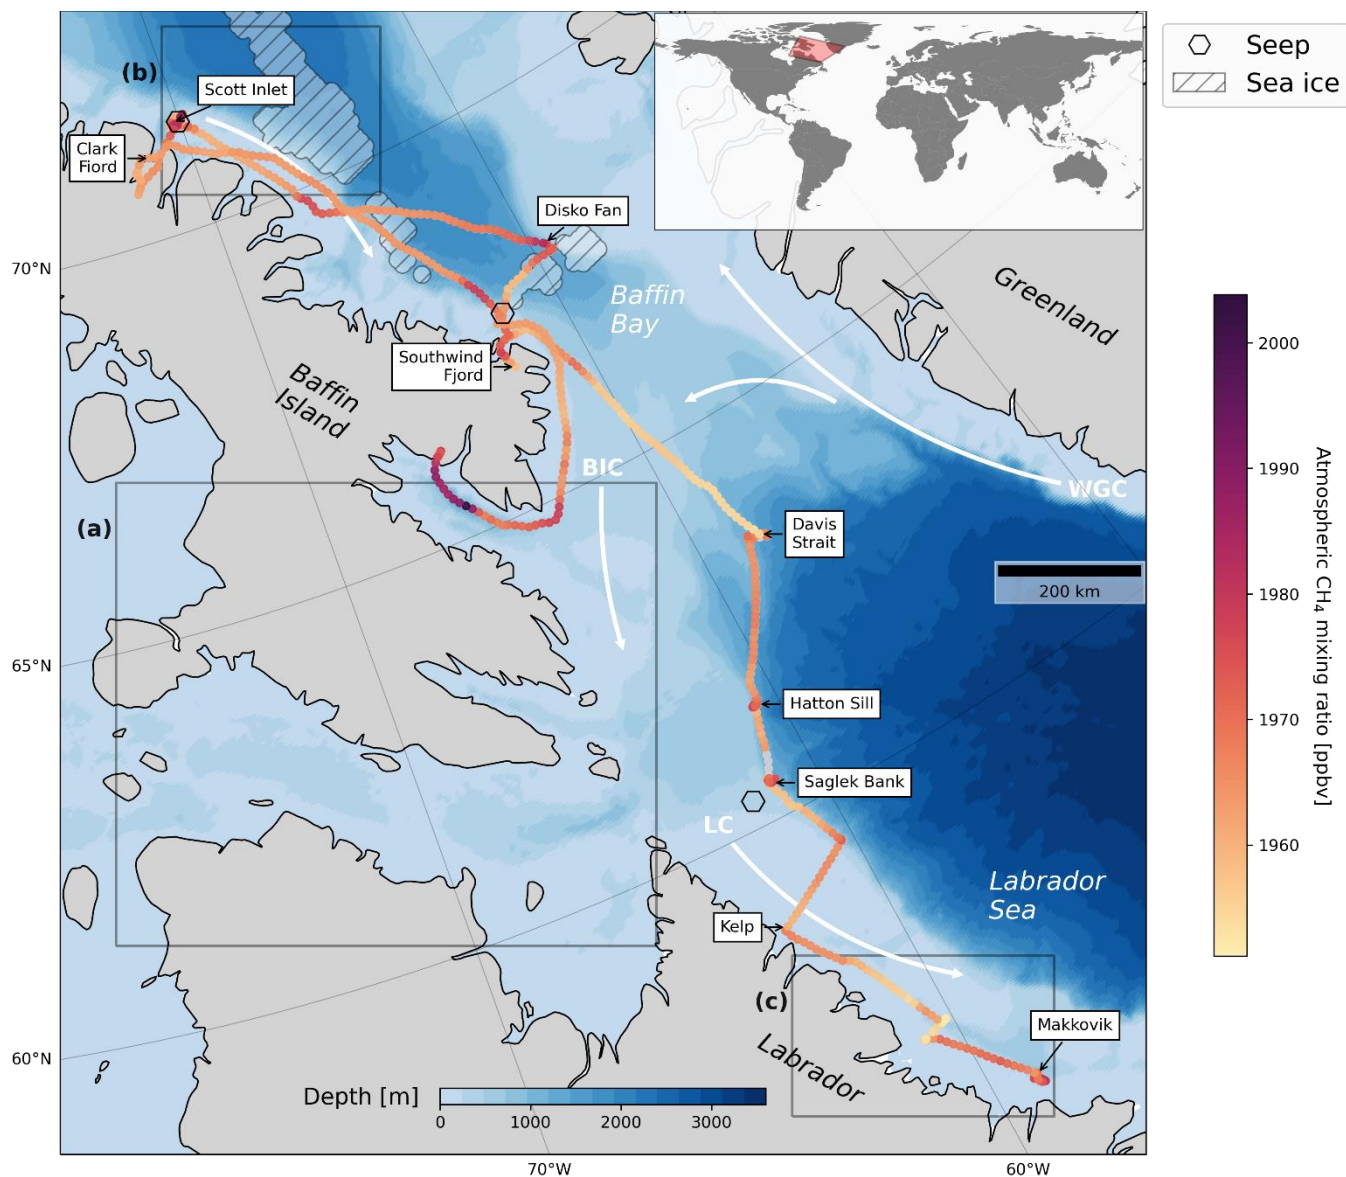 (b)
Scott Inlet
Clark
Fiord
Disko Fan
Seep
Sea ice
70°N
Baffin
Bay
Greenland
Southwind
Fjord
Baffin
Island
BIC
WGC
(a)
Davis
Strait
200 km
65°N
Hatton Sill
Saglek Bank
LC
Labrador
Sea
Kelp
(c)
Makkovik
Labrador
60°N
Depth [m]
0
1000
2000
3000
70°W
60°W
2000
1990
1980
1970
1960
Atmospheric CH₄ mixing ratio [ppbv]